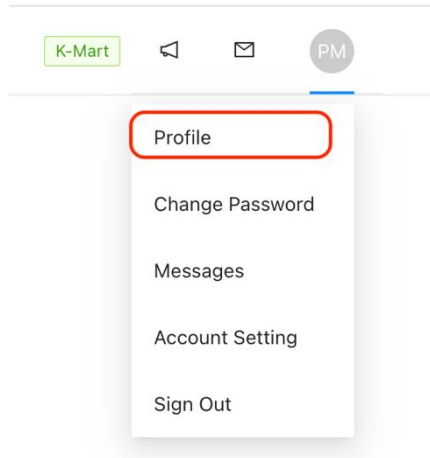 K-Mart
PM
Profile
Change Password
Messages
Account Setting
Sign Out